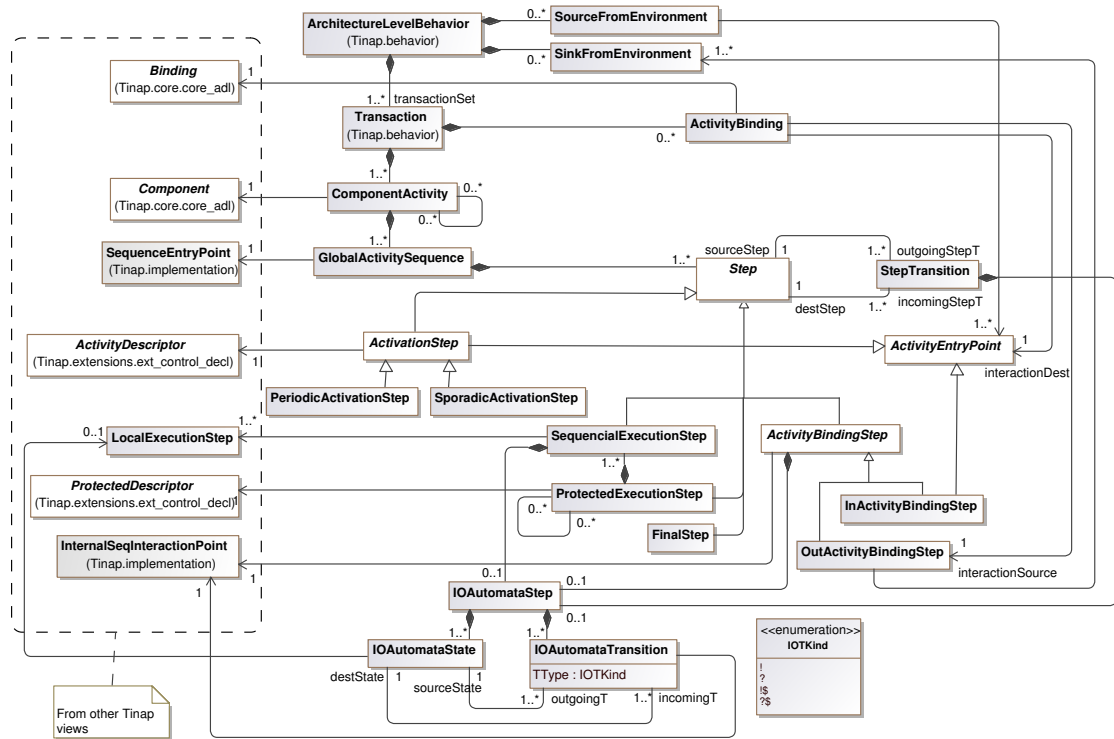 ArchitectureLevelBehavior
(Tinap.behavior)
0..*
SourceFromEnvironment
0..*
SinkFromEnvironment
1..*
Binding
(Tinap.core.core_adl)
1
1..*
transactionSet
Transaction
(Tinap.behavior)
0..*
ActivityBinding
1..*
Component
(Tinap.core.core_adl)
1
ComponentActivity
0..*
0..*
1..*
SequenceEntryPoint
(Tinap.implementation)
1
GlobalActivitySequence
1..*
Step
sourceStep
1
1..*
outgoingStepT
StepTransition
1
destStep
1..*
incomingStepT
ActivityDescriptor
(Tinap.extensions.ext_control_decl)
1
ActivationStep
1..*
ActivityEntryPoint
1
interactionDest
PeriodicActivationStep
SporadicActivationStep
0..1
LocalExecutionStep
1..*
SequencialExecutionStep
ActivityBindingStep
1..*
ProtectedDescriptor
(Tinap.extensions.ext_control_decl)
1
ProtectedExecutionStep
0..*
0..*
InActivityBindingStep
FinalStep
InternalSeqInteractionPoint
(Tinap.implementation)
1
1
OutActivityBindingStep
1
interactionSource
0..1
IOAutomataStep
0..1
0..1
1..*
1..*
IOAutomataState
destState
1
sourceState
1
IOAutomataTransition
TType : IOTKind
1..*
outgoingT
1..*
incomingT
<<enumeration>>
IOTKind
!
?
!$
?$
From other Tinap
views